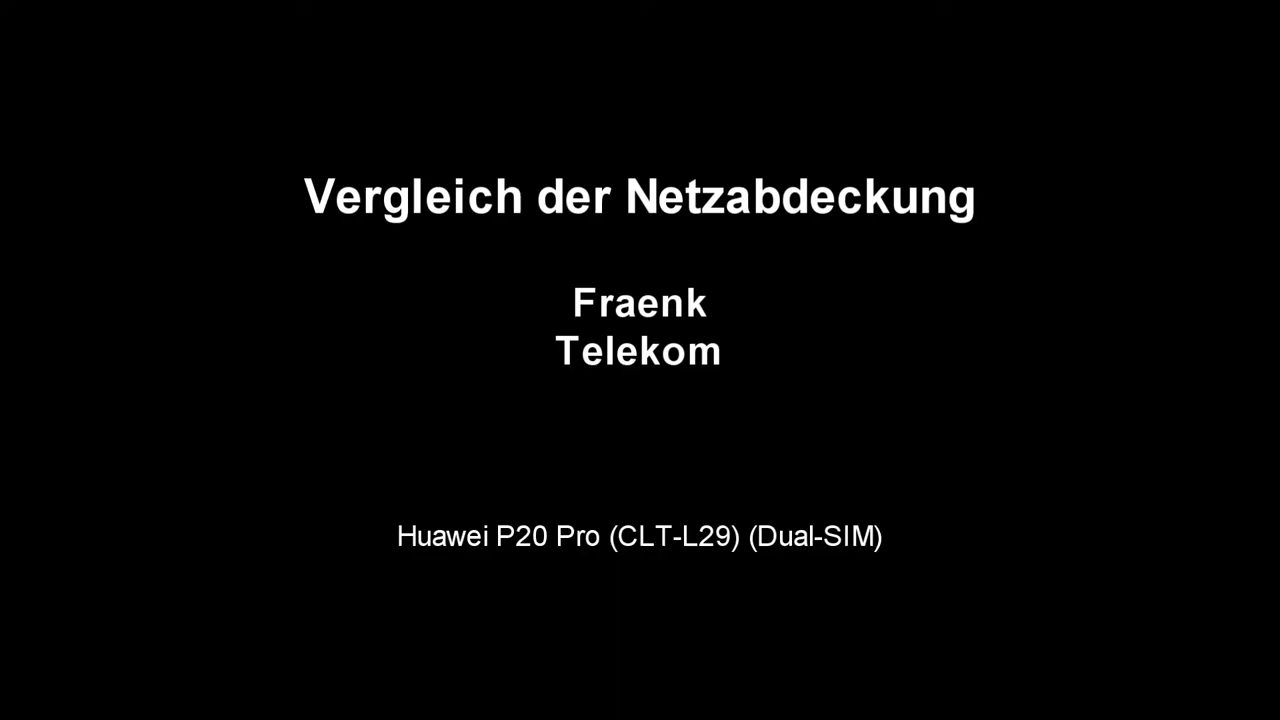 Vergleich der Netzabdeckung
Fraenk
Telekom
Huawei P20 Pro (CLT-L29) (Dual-SIM)